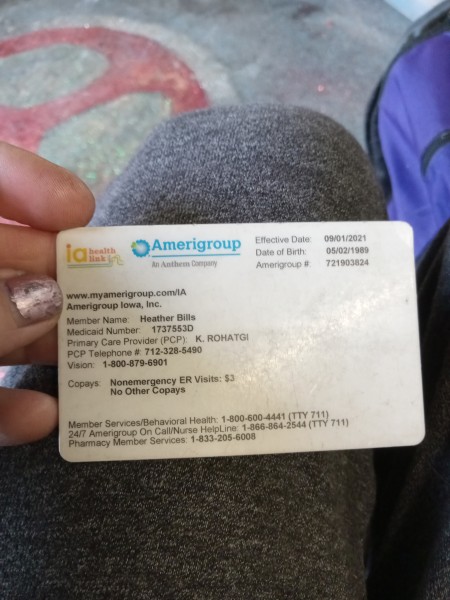 ia health link
Amerigroup
An Anthem Company
Effective Date: 09/01/2021
Date of Birth: 05/02/1989
Amerigroup #: 721903824
www.myamerigroup.com/IA
Amerigroup Iowa, Inc.
Member Name: Heather Bills
Medicaid Number: 1737553D
Primary Care Provider (PCP): K. ROHATGI
PCP Telephone #: 712-328-5490
Vision: 1-800-879-6901
Copays: Nonemergency ER Visits: $3
No Other Copays
Member Services/Behavioral Health: 1-800-600-4441 (TTY 711)
24/7 Amerigroup On Call/Nurse HelpLine: 1-866-864-2544 (TTY 711)
Pharmacy Member Services: 1-833-205-6008